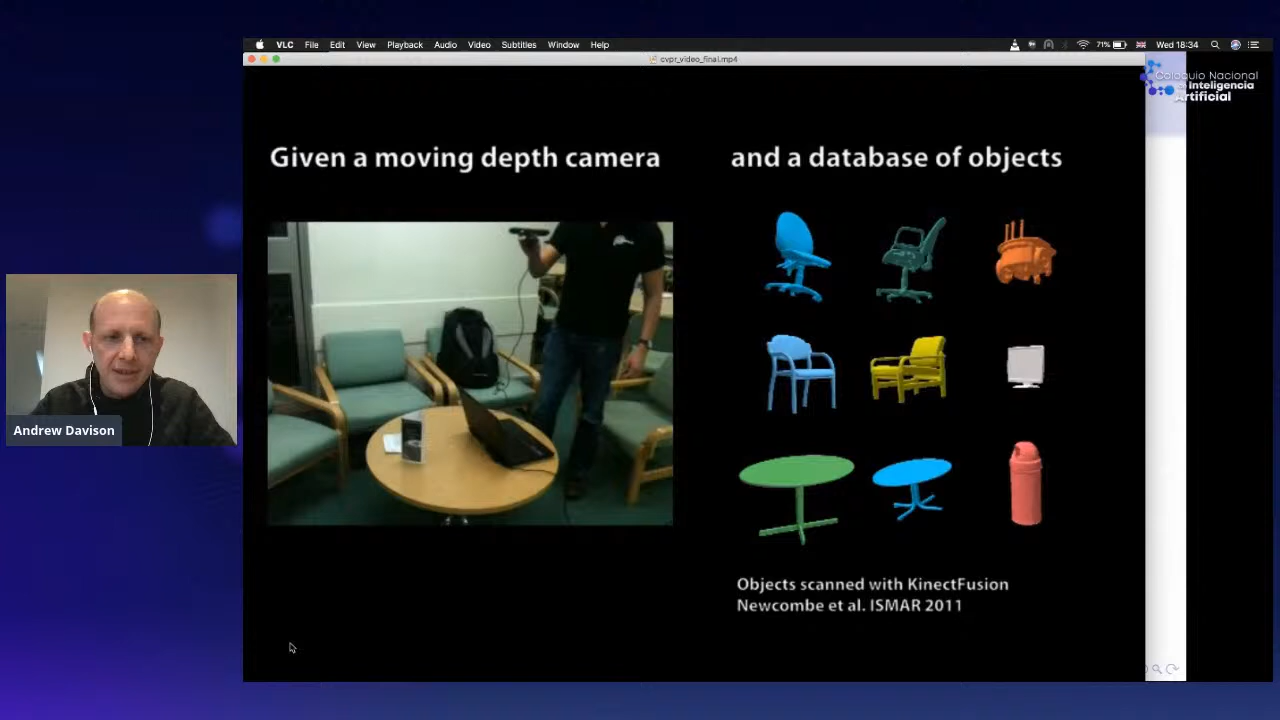 VLC File Edit View Playback Audio Video Subtitles Window Help
71% Wed 18:34
cvpr_video_final.mp4
Coloquio Nacional
de Inteligencia
Artificial
Given a moving depth camera
and a database of objects
Andrew Davison
Objects scanned with KinectFusion
Newcombe et al. ISMAR 2011